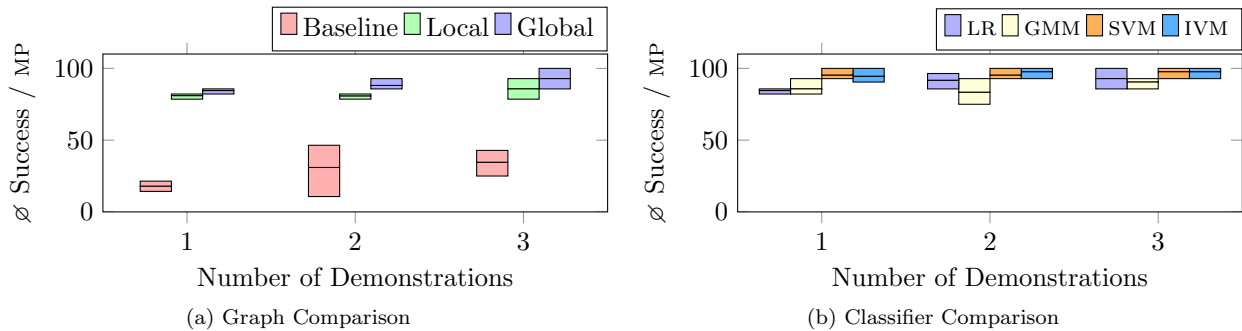 Baseline Local Global
100
50
0
∅ Success / MP
1 2 3
Number of Demonstrations
(a) Graph Comparison
LR GMM SVM IVM
100
50
0
∅ Success / MP
1 2 3
Number of Demonstrations
(b) Classifier Comparison